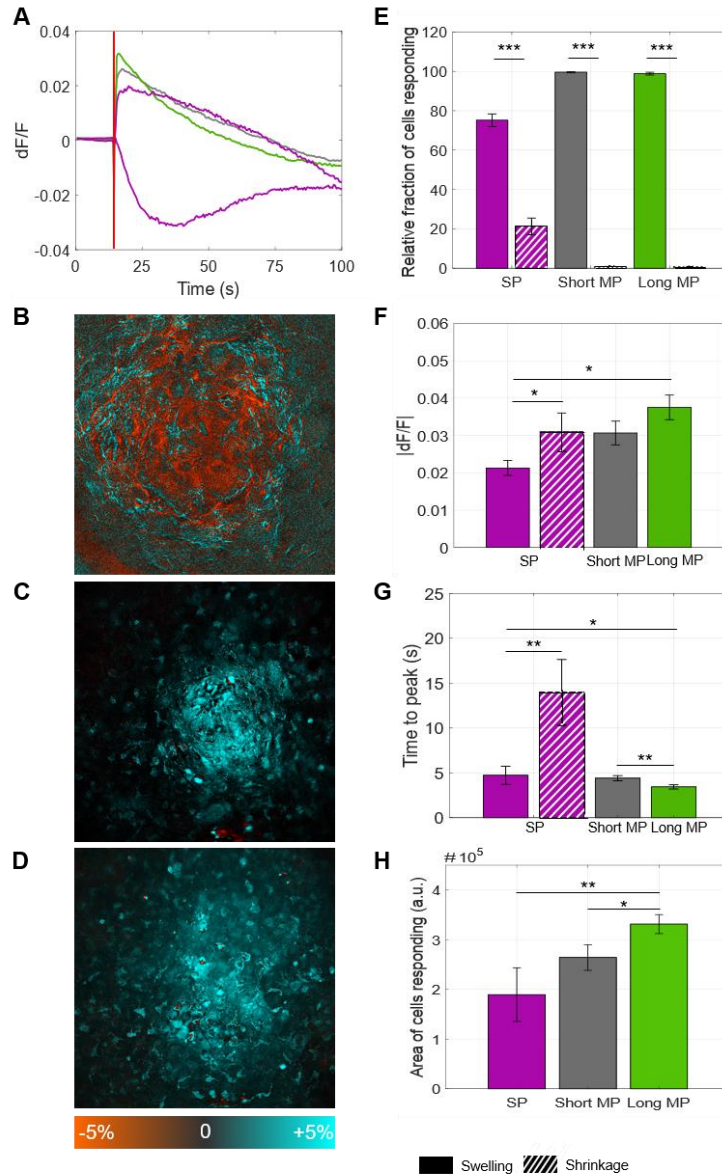 A
dF/F
0.04
0.02
0
-0.02
-0.04
0 25 50 75 100
Time (s)
B
C
D
-5% 0 +5%
E
Relative fraction of cells responding
120
100
80
60
40
20
0
*** *** ***
SP Short MP Long MP
F
|dF/F|
0.06
0.05
0.04
0.03
0.02
0.01
0
*
*
SP Short MP Long MP
G
Time to peak (s)
25
20
15
10
5
0
*
**
**
SP Short MP Long MP
H
# 10^5
Area of cells responding (a.u.)
4
3
2
1
0
**
*
SP Short MP Long MP
Swelling Shrinkage